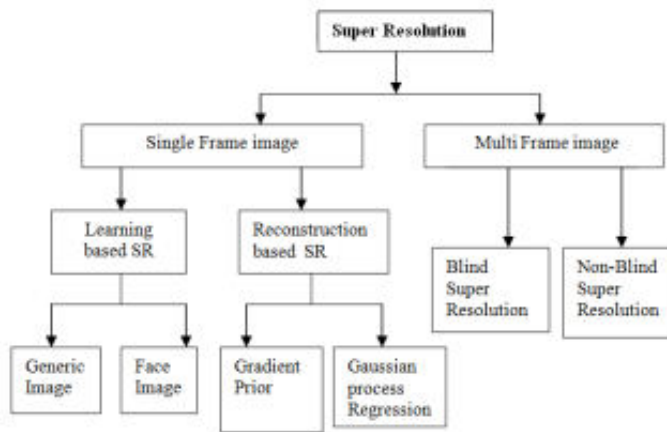 Super Resolution
Single Frame image
Multi Frame image
Learning
based SR
Reconstruction
based SR
Blind
Super
Resolution
Non-Blind
Super
Resolution
Generic
Image
Face
Image
Gradient
Prior
Gaussian
process
Regression